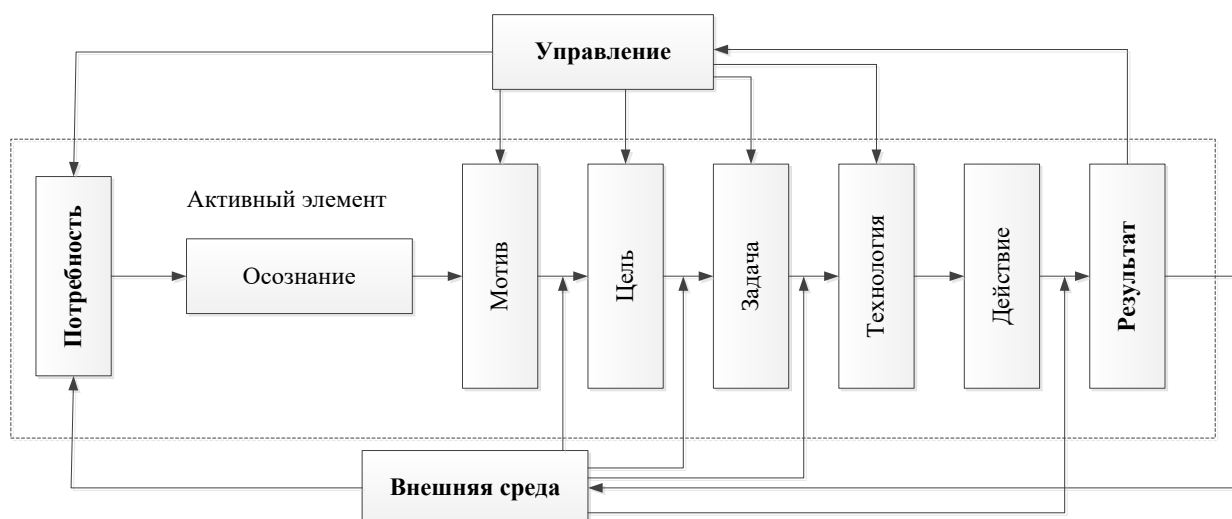 Управление
Активный элемент
Потребность
Осознание
Мотив
Цель
Задача
Технология
Действие
Результат
Внешняя среда